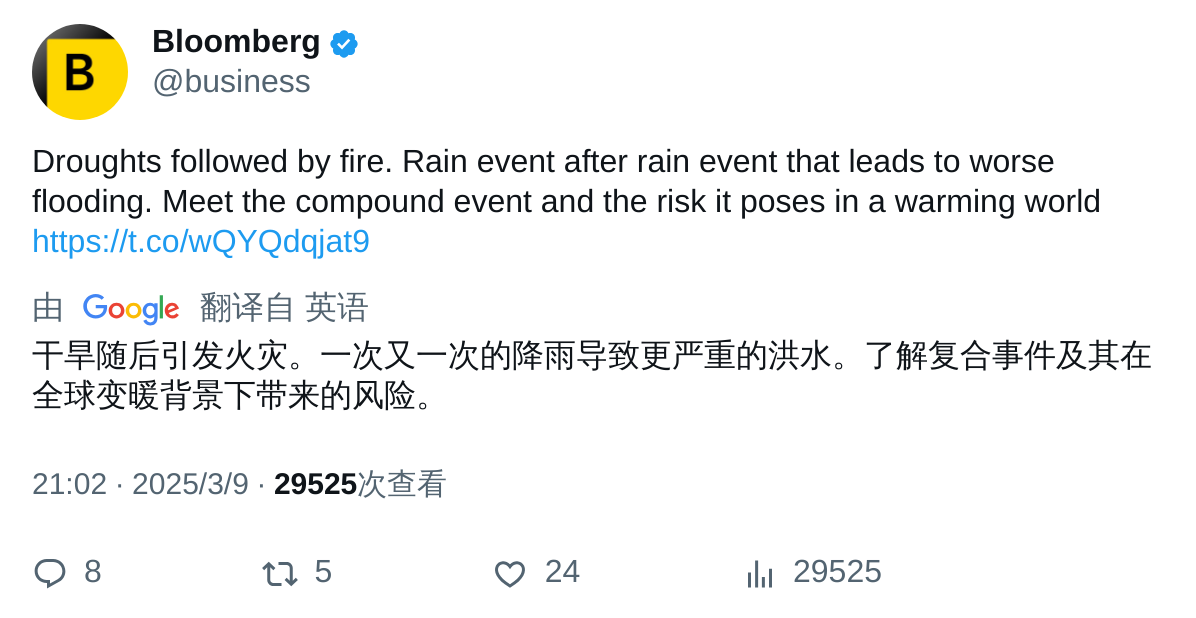 B
Bloomberg
@business
Droughts followed by fire. Rain event after rain event that leads to worse
flooding. Meet the compound event and the risk it poses in a warming world
https://t.co/wQYQdqjat9
由 Google 翻译自 英语
干旱随后引发火灾。一次又一次的降雨导致更严重的洪水。了解复合事件及其在
全球变暖背景下带来的风险。
21:02 · 2025/3/9 · 29525次查看
8 5 24 29525